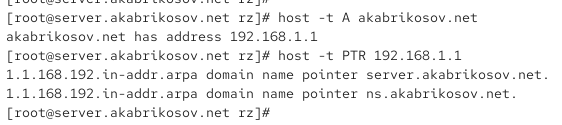 [root@server.akabrikosov.net rz]# host -t A akabrikosov.net
akabrikosov.net has address 192.168.1.1
[root@server.akabrikosov.net rz]# host -t PTR 192.168.1.1
1.1.168.192.in-addr.arpa domain name pointer server.akabrikosov.net.
1.1.168.192.in-addr.arpa domain name pointer ns.akabrikosov.net.
[root@server.akabrikosov.net rz]#